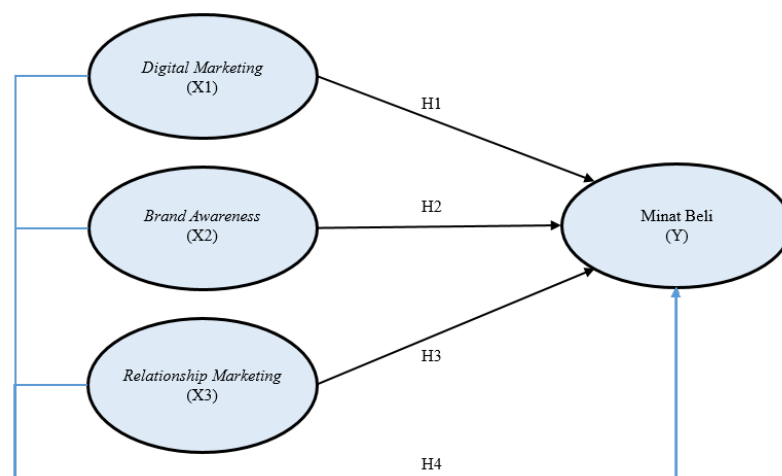 Digital Marketing
(X1)
H1
Brand Awareness
(X2)
H2
Minat Beli
(Y)
Relationship Marketing
(X3)
H3
H4